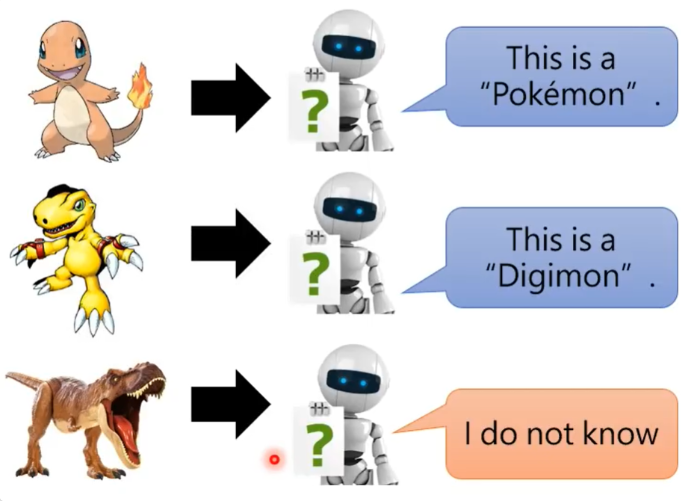 ?
This is a
“Pokémon” .
?
This is a
“Digimon” .
?
I do not know